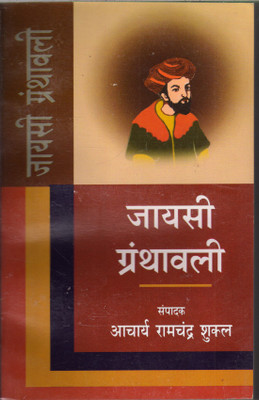 जायसी ग्रंथावली
जायसी
ग्रंथावली
संपादक
आचार्य रामचंद्र शुक्ल